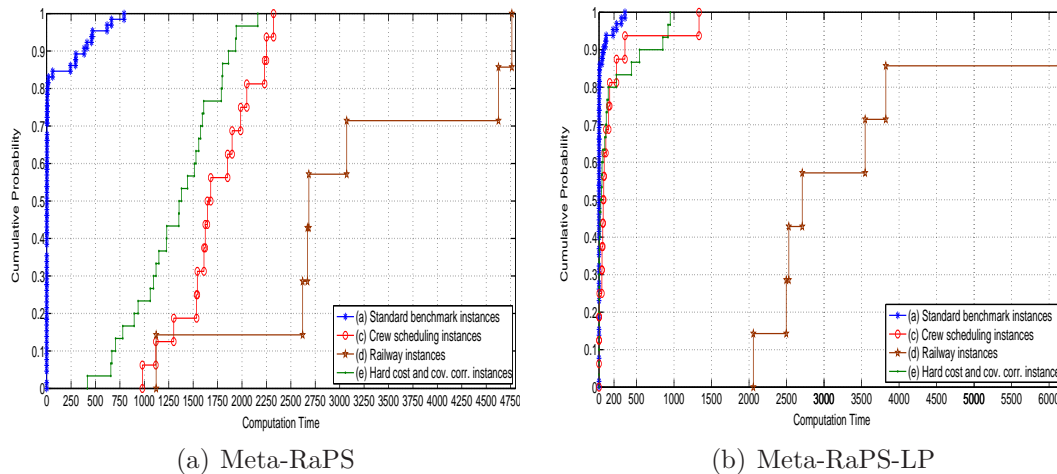 1
0.9
0.8
0.7
0.6
0.5
0.4
0.3
0.2
0.1
0
Cumulative Probability
0 250 500 750 1000 1250 1500 1750 2000 2250 2500 2750 3000 3250 3500 3750 4000 4250 4500 4750
Computation Time
(a) Standard benchmark instances
(c) Crew scheduling instances
(d) Railway instances
(e) Hard cost and cov. corr. instances
(a) Meta-RaPS
1
0.9
0.8
0.7
0.6
0.5
0.4
0.3
0.2
0.1
0
Cumulative Probability
0 200 400 600 1000 1500 2000 2500 3000 3500 4000 4500 5000 5500 6000
Computation Time
(a) Standard benchmark instances
(c) Crew scheduling instances
(d) Railway instances
(e) Hard cost and cov. corr. instances
(b) Meta-RaPS-LP